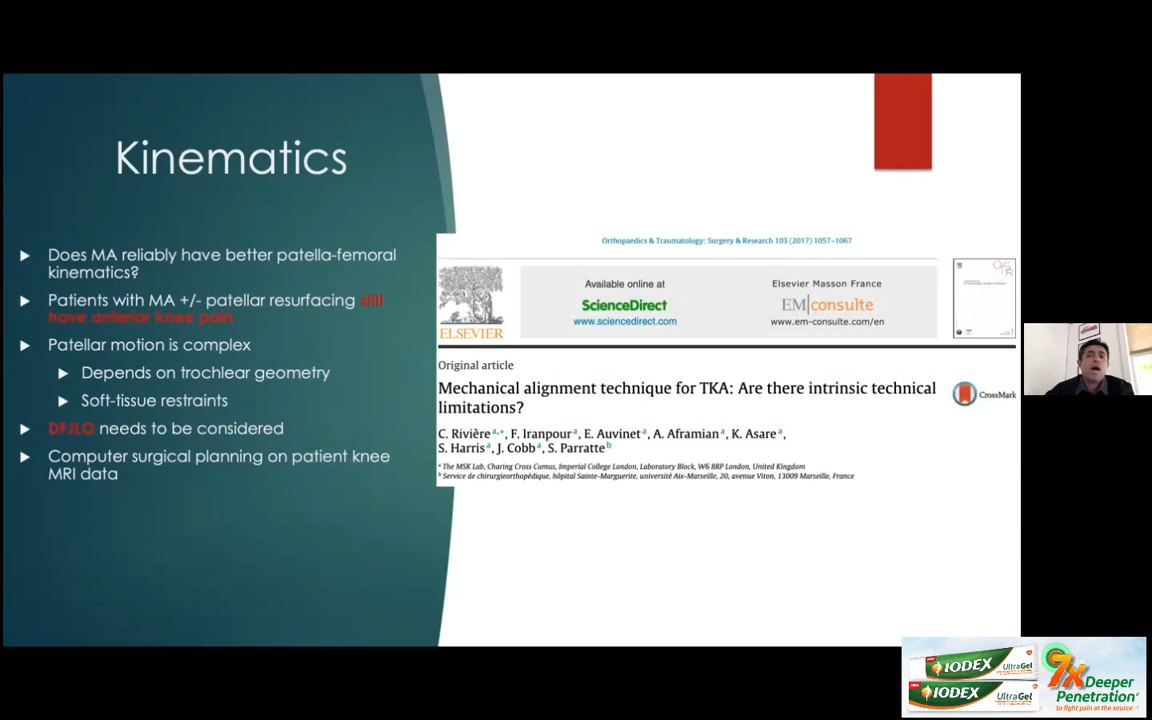 Kinematics
Does MA reliably have better patella-femoral
kinematics?
Patients with MA +/- patellar resurfacing still
have anterior knee pain
Patellar motion is complex
Depends on trochlear geometry
Soft-tissue restraints
DFJLO needs to be considered
Computer surgical planning on patient knee
MRI data
Orthopaedics & Traumatology: Surgery & Research 103 (2017) 1057–1067
Available online at
ScienceDirect
www.sciencedirect.com
Elsevier Masson France
EM|consulte
www.em-consulte.com/en
ELSEVIER
Original article
Mechanical alignment technique for TKA: Are there intrinsic technical
limitations?
CrossMark
C. Rivière a,*, F. Iranpour a, E. Auvinet a, A. Aframian a, K. Asare a,
S. Harris a, J. Cobb a, S. Parratte b
a The MSK Lab, Charing Cross Camus, Imperial College London, Laboratory Block, W6 8RP London, United Kingdom
b Service de chirurgieorthopédique, hôpital Sainte-Marguerite, université Aix-Marseille, 20, avenue Viton, 13009 Marseille, France
IODEX
UltraGel
IODEX
UltraGel
7x
Deeper
Penetration
to fight pain at the source